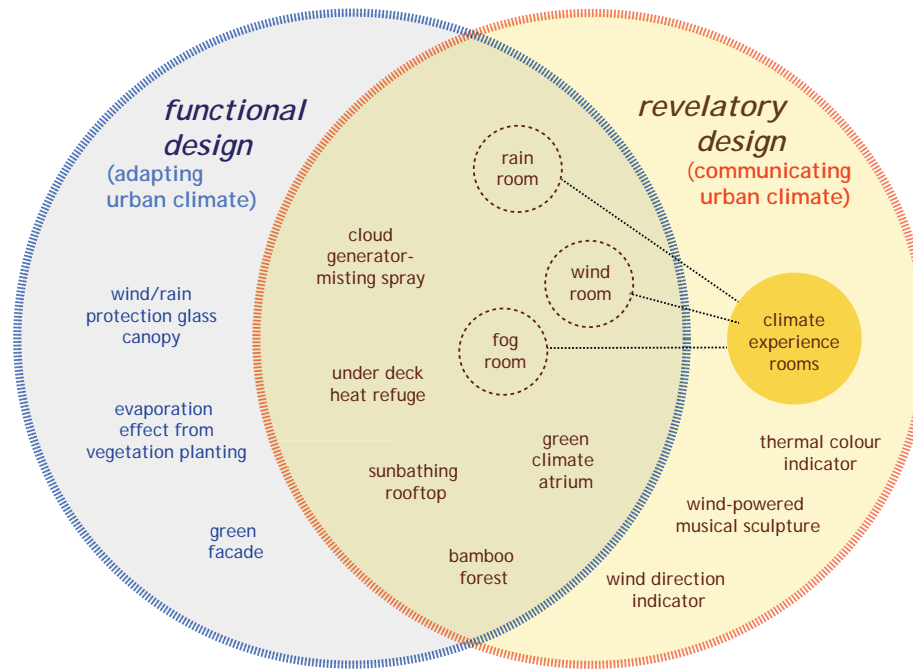 functional
design
(adapting
urban climate)
revelatory
design
(communicating
urban climate)
rain
room
cloud
generator-
misting spray
wind
room
wind/rain
protection glass
canopy
fog
room
climate
experience
rooms
under deck
heat refuge
evaporation
effect from
vegetation planting
green
climate
atrium
thermal colour
indicator
sunbathing
rooftop
wind-powered
musical sculpture
green
facade
bamboo
forest
wind direction
indicator